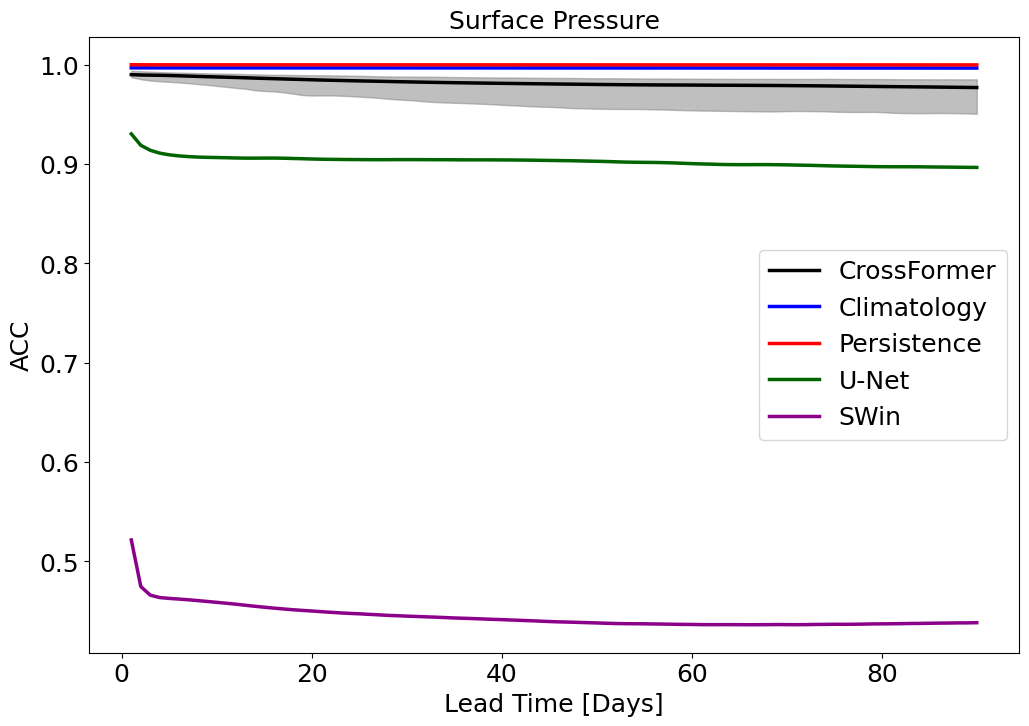 Surface Pressure
1.0
0.9
0.8
0.7
0.6
0.5
ACC
CrossFormer
Climatology
Persistence
U-Net
SWin
0 20 40 60 80
Lead Time [Days]